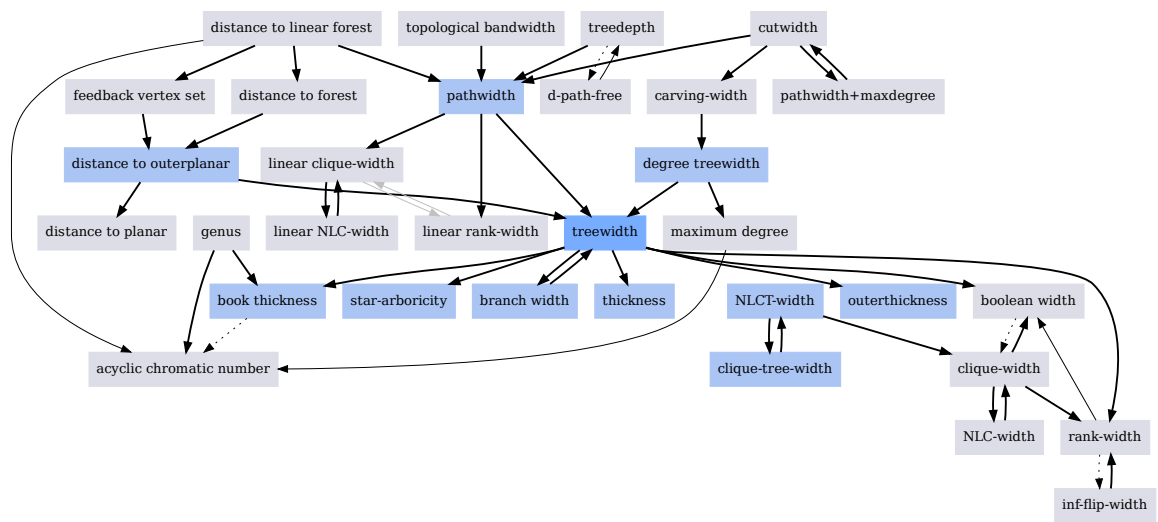 distance to linear forest
topological bandwidth
treedepth
cutwidth
feedback vertex set
distance to forest
pathwidth
d-path-free
carving-width
pathwidth+maxdegree
distance to outerplanar
linear clique-width
degree treewidth
distance to planar
genus
linear NLC-width
linear rank-width
treewidth
maximum degree
book thickness
star-arboricity
branch width
thickness
NLCT-width
outerthickness
boolean width
acyclic chromatic number
clique-tree-width
clique-width
NLC-width
rank-width
inf-flip-width